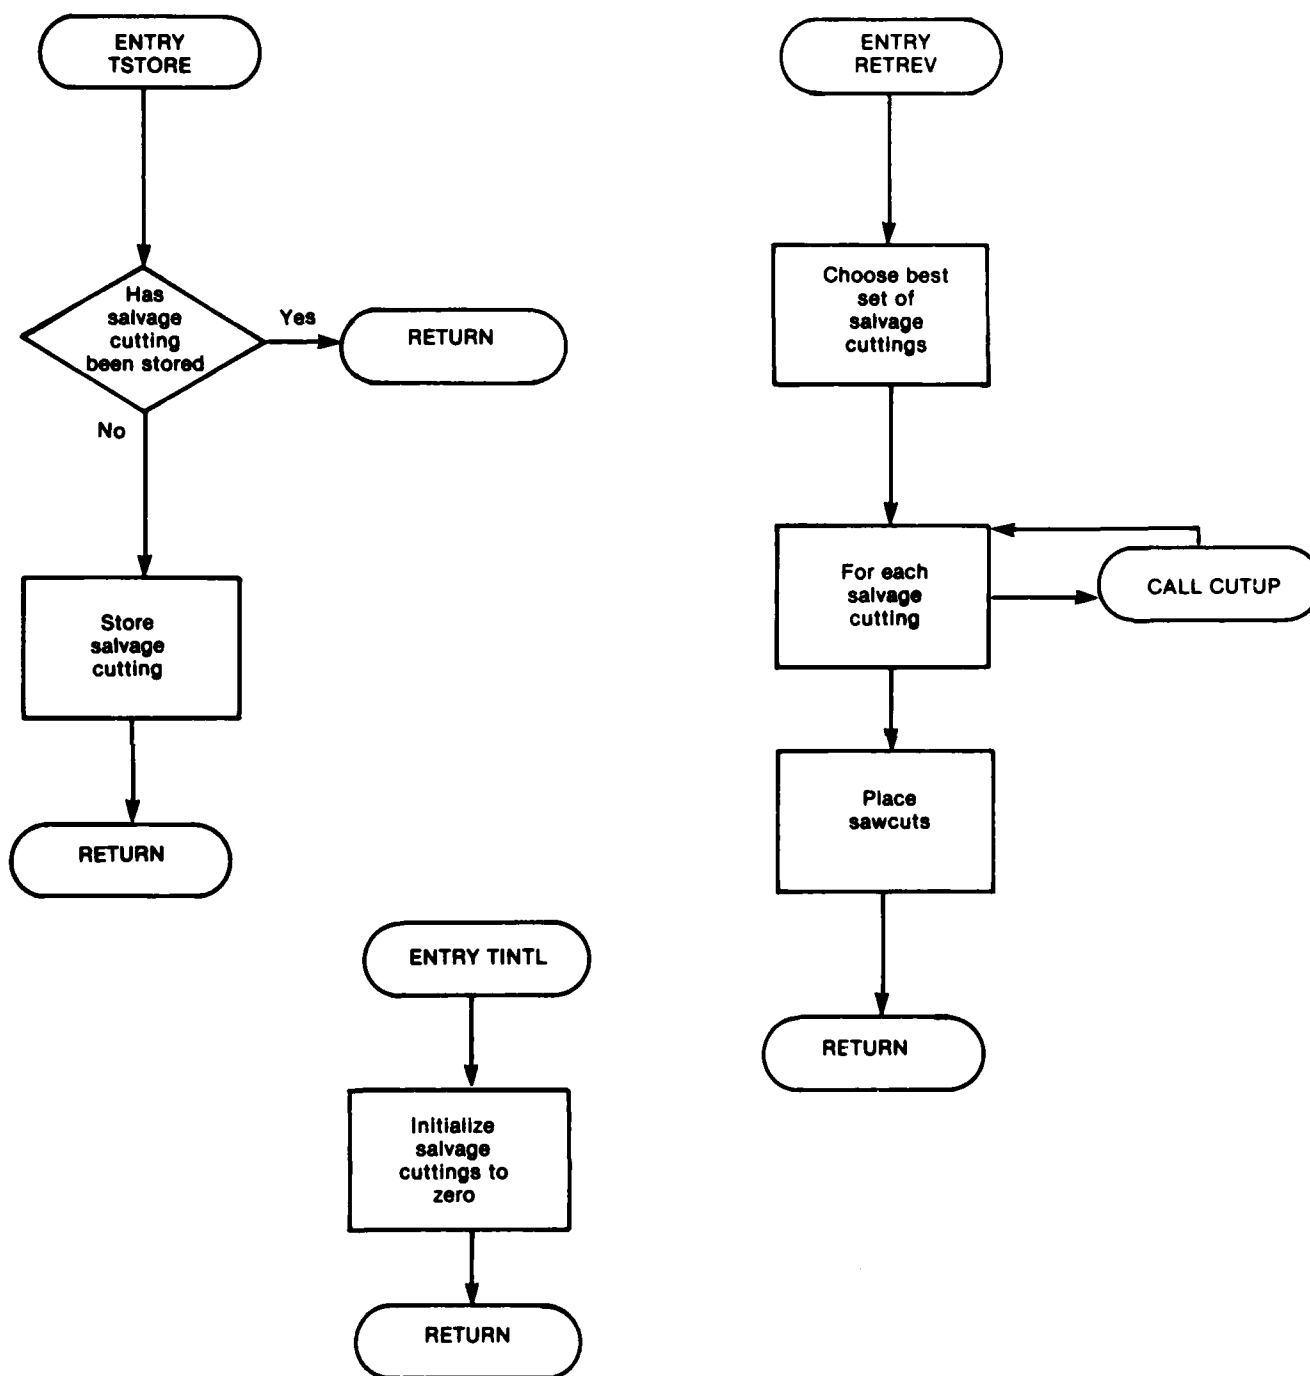 ENTRY
TSTORE
Has
salvage
cutting
been stored
Yes
RETURN
No
Store
salvage
cutting
RETURN
ENTRY
RETREV
Choose best
set of
salvage
cuttings
For each
salvage
cutting
CALL CUTUP
Place
sawcuts
RETURN
ENTRY TINTL
Initialize
salvage
cuttings to
zero
RETURN